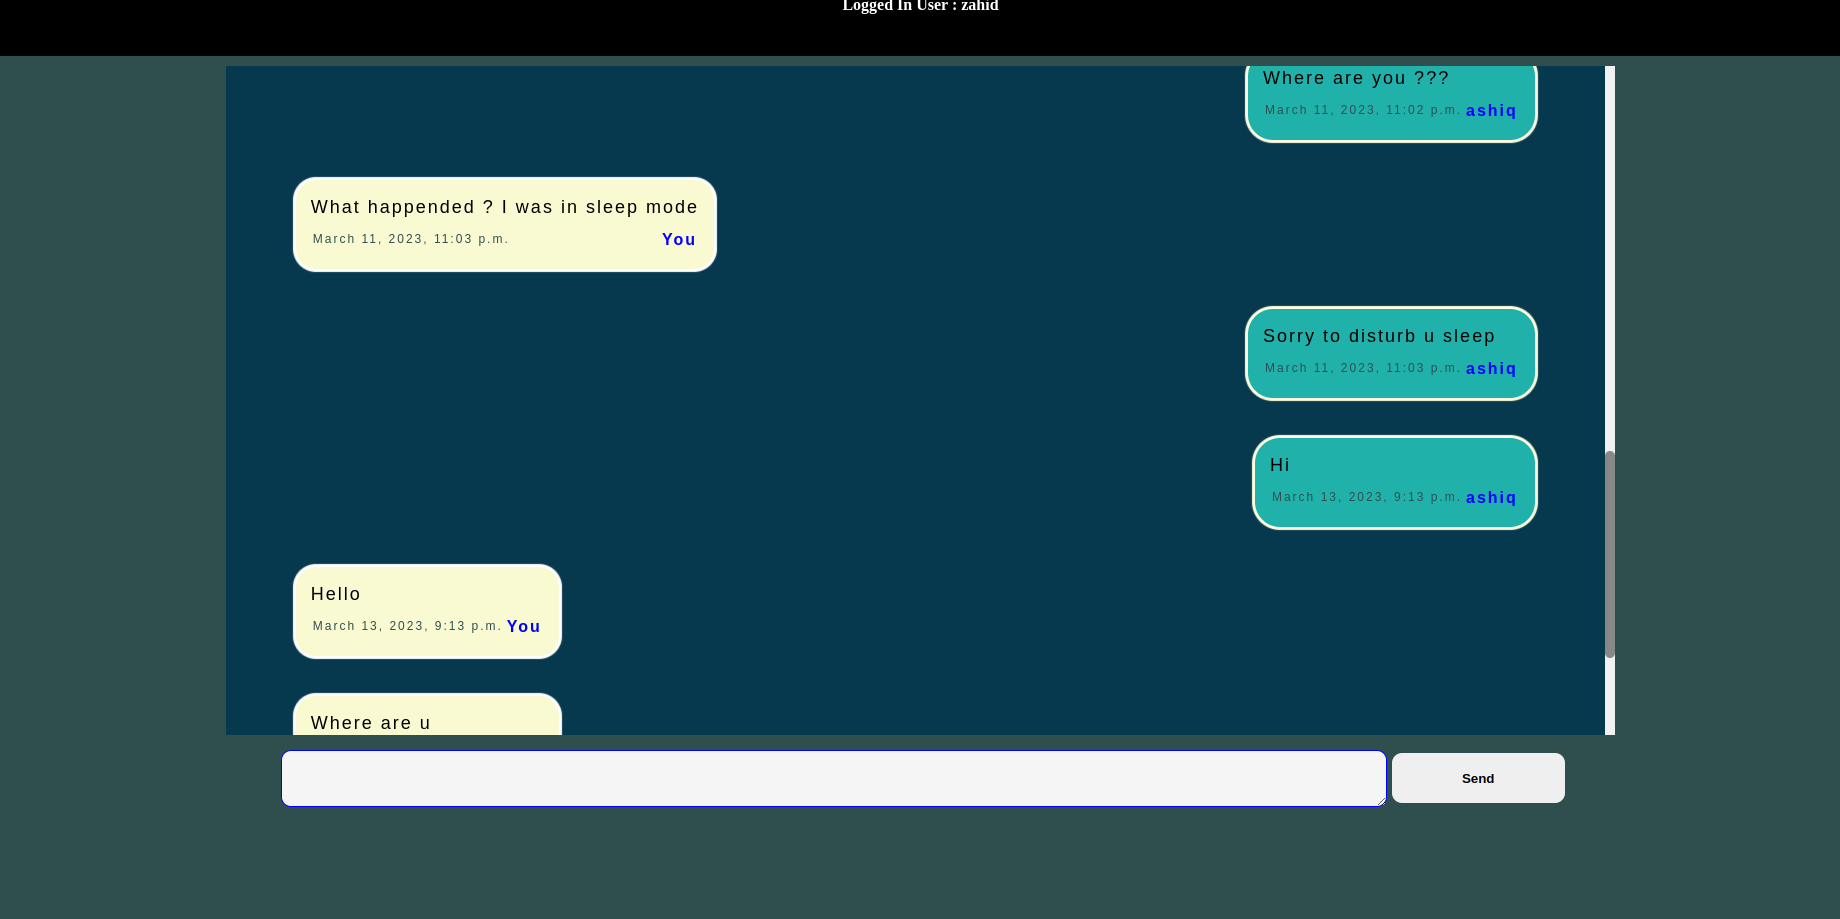 Logged In User : zahid
Where are you ???
March 11, 2023, 11:02 p.m. ashiq
What happended ? I was in sleep mode
March 11, 2023, 11:03 p.m. You
Sorry to disturb u sleep
March 11, 2023, 11:03 p.m. ashiq
Hi
March 13, 2023, 9:13 p.m. ashiq
Hello
March 13, 2023, 9:13 p.m. You
Where are u
Send